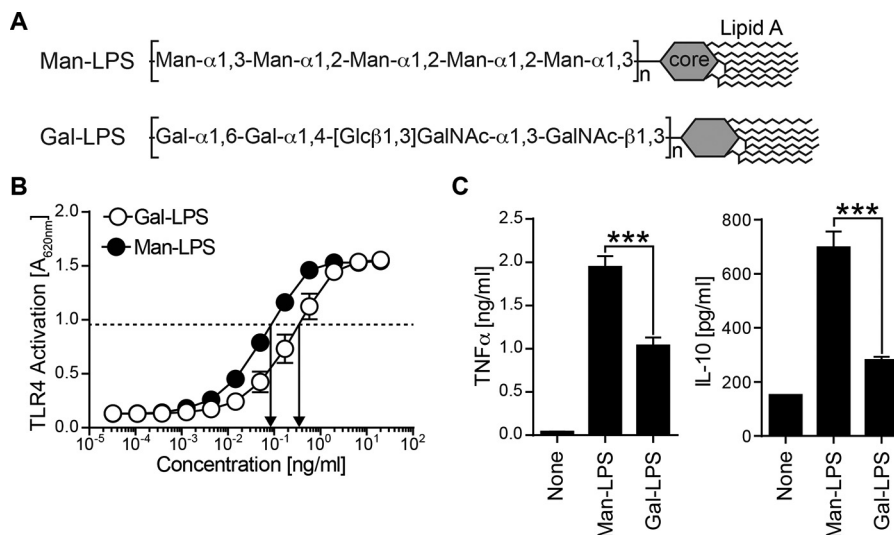 A
Lipid A
Man-LPS
[Man-α1,3-Man-α1,2-Man-α1,2-Man-α1,2-Man-α1,3]n
core
Gal-LPS
[Gal-α1,6-Gal-α1,4-[Glcβ1,3]GalNAc-α1,3-GalNAc-β1,3]n
B
Gal-LPS
Man-LPS
TLR4 Activation [A620nm]
2.0
1.5
1.0
0.5
0.0
10-5 10-4 10-3 10-2 10-1 100 101 102
Concentration [ng/ml]
C
TNFα [ng/ml]
2.5
2.0
1.5
1.0
0.5
0.0
***
None
Man-LPS
Gal-LPS
IL-10 [pg/ml]
800
600
400
150
0
***
None
Man-LPS
Gal-LPS